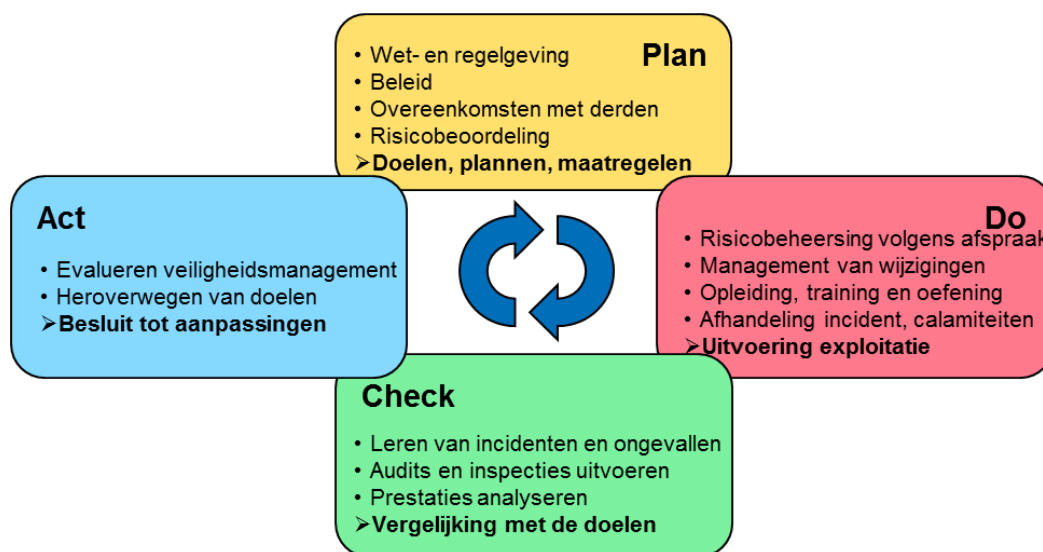 Plan
• Wet- en regelgeving
• Beleid
• Overeenkomsten met derden
• Risicobeoordeling
➢Doelen, plannen, maatregelen
Do
• Risicobeheersing volgens afspraak
• Management van wijzigingen
• Opleiding, training en oefening
• Afhandeling incident, calamiteiten
➢Uitvoering exploitatie
Check
• Leren van incidenten en ongevallen
• Audits en inspecties uitvoeren
• Prestaties analyseren
➢Vergelijking met de doelen
Act
• Evalueren veiligheidsmanagement
• Heroverwegen van doelen
➢Besluit tot aanpassingen